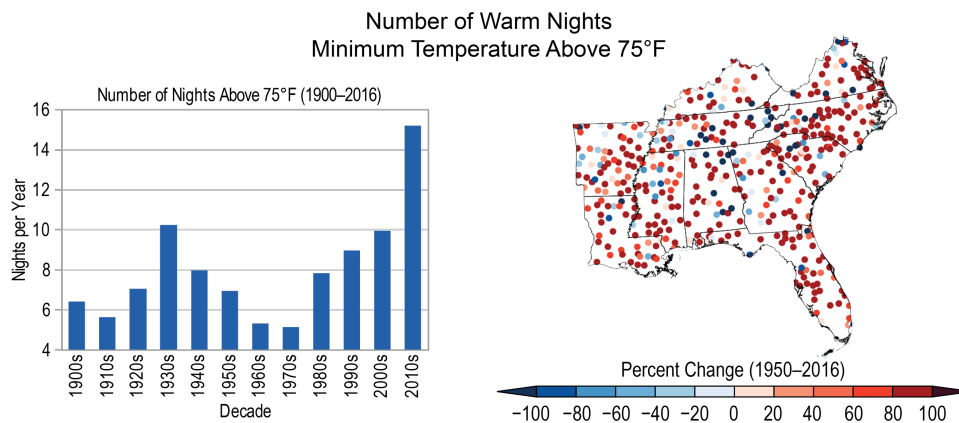 Number of Warm Nights
Minimum Temperature Above 75°F
Number of Nights Above 75°F (1900–2016)
16
14
12
10
8
6
4
Nights per Year
1900s
1910s
1920s
1930s
1940s
1950s
1960s
1970s
1980s
1990s
2000s
2010s
Decade
Percent Change (1950–2016)
−100 −80 −60 −40 −20 0 20 40 60 80 100